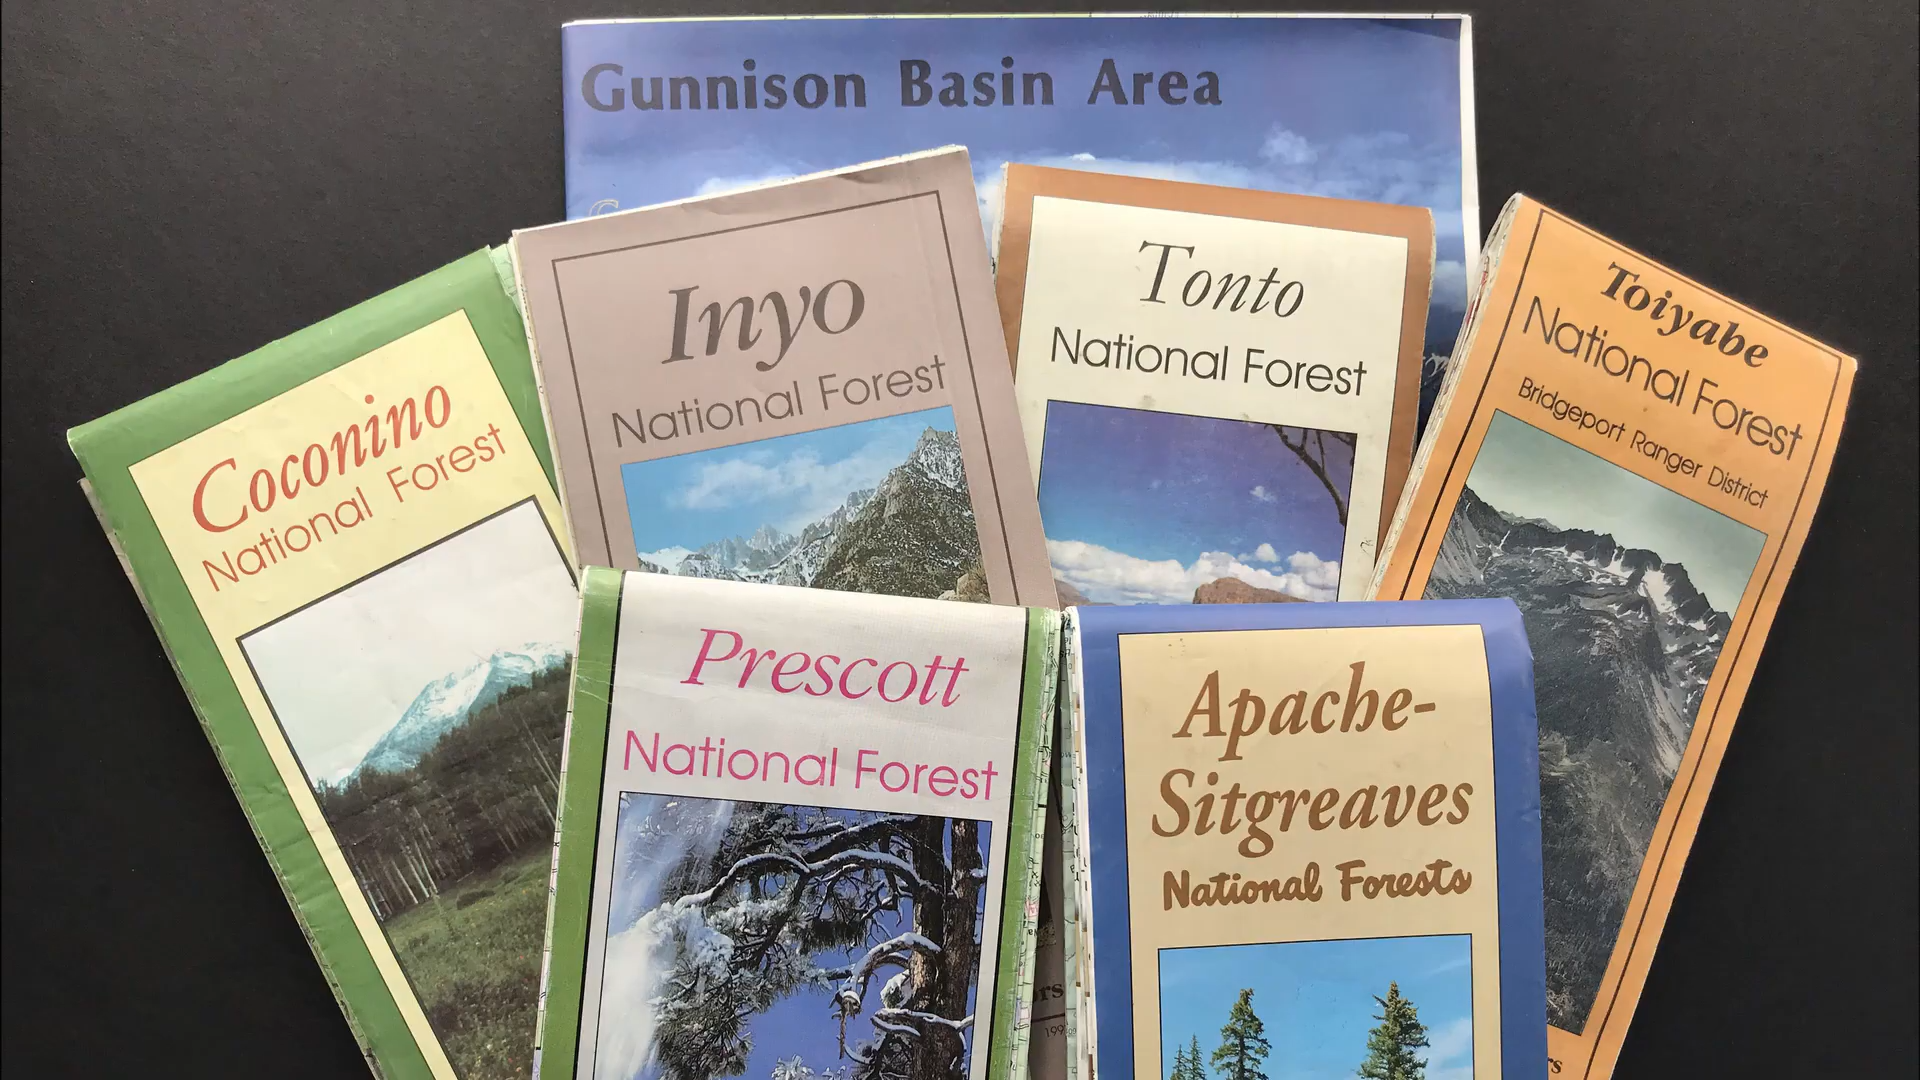 Gunnison Basin Area
Inyo
National Forest
Tonto
National Forest
Toiyabe
National Forest
Bridgeport Ranger District
Coconino
National Forest
Prescott
National Forest
Apache-
Sitgreaves
National Forests